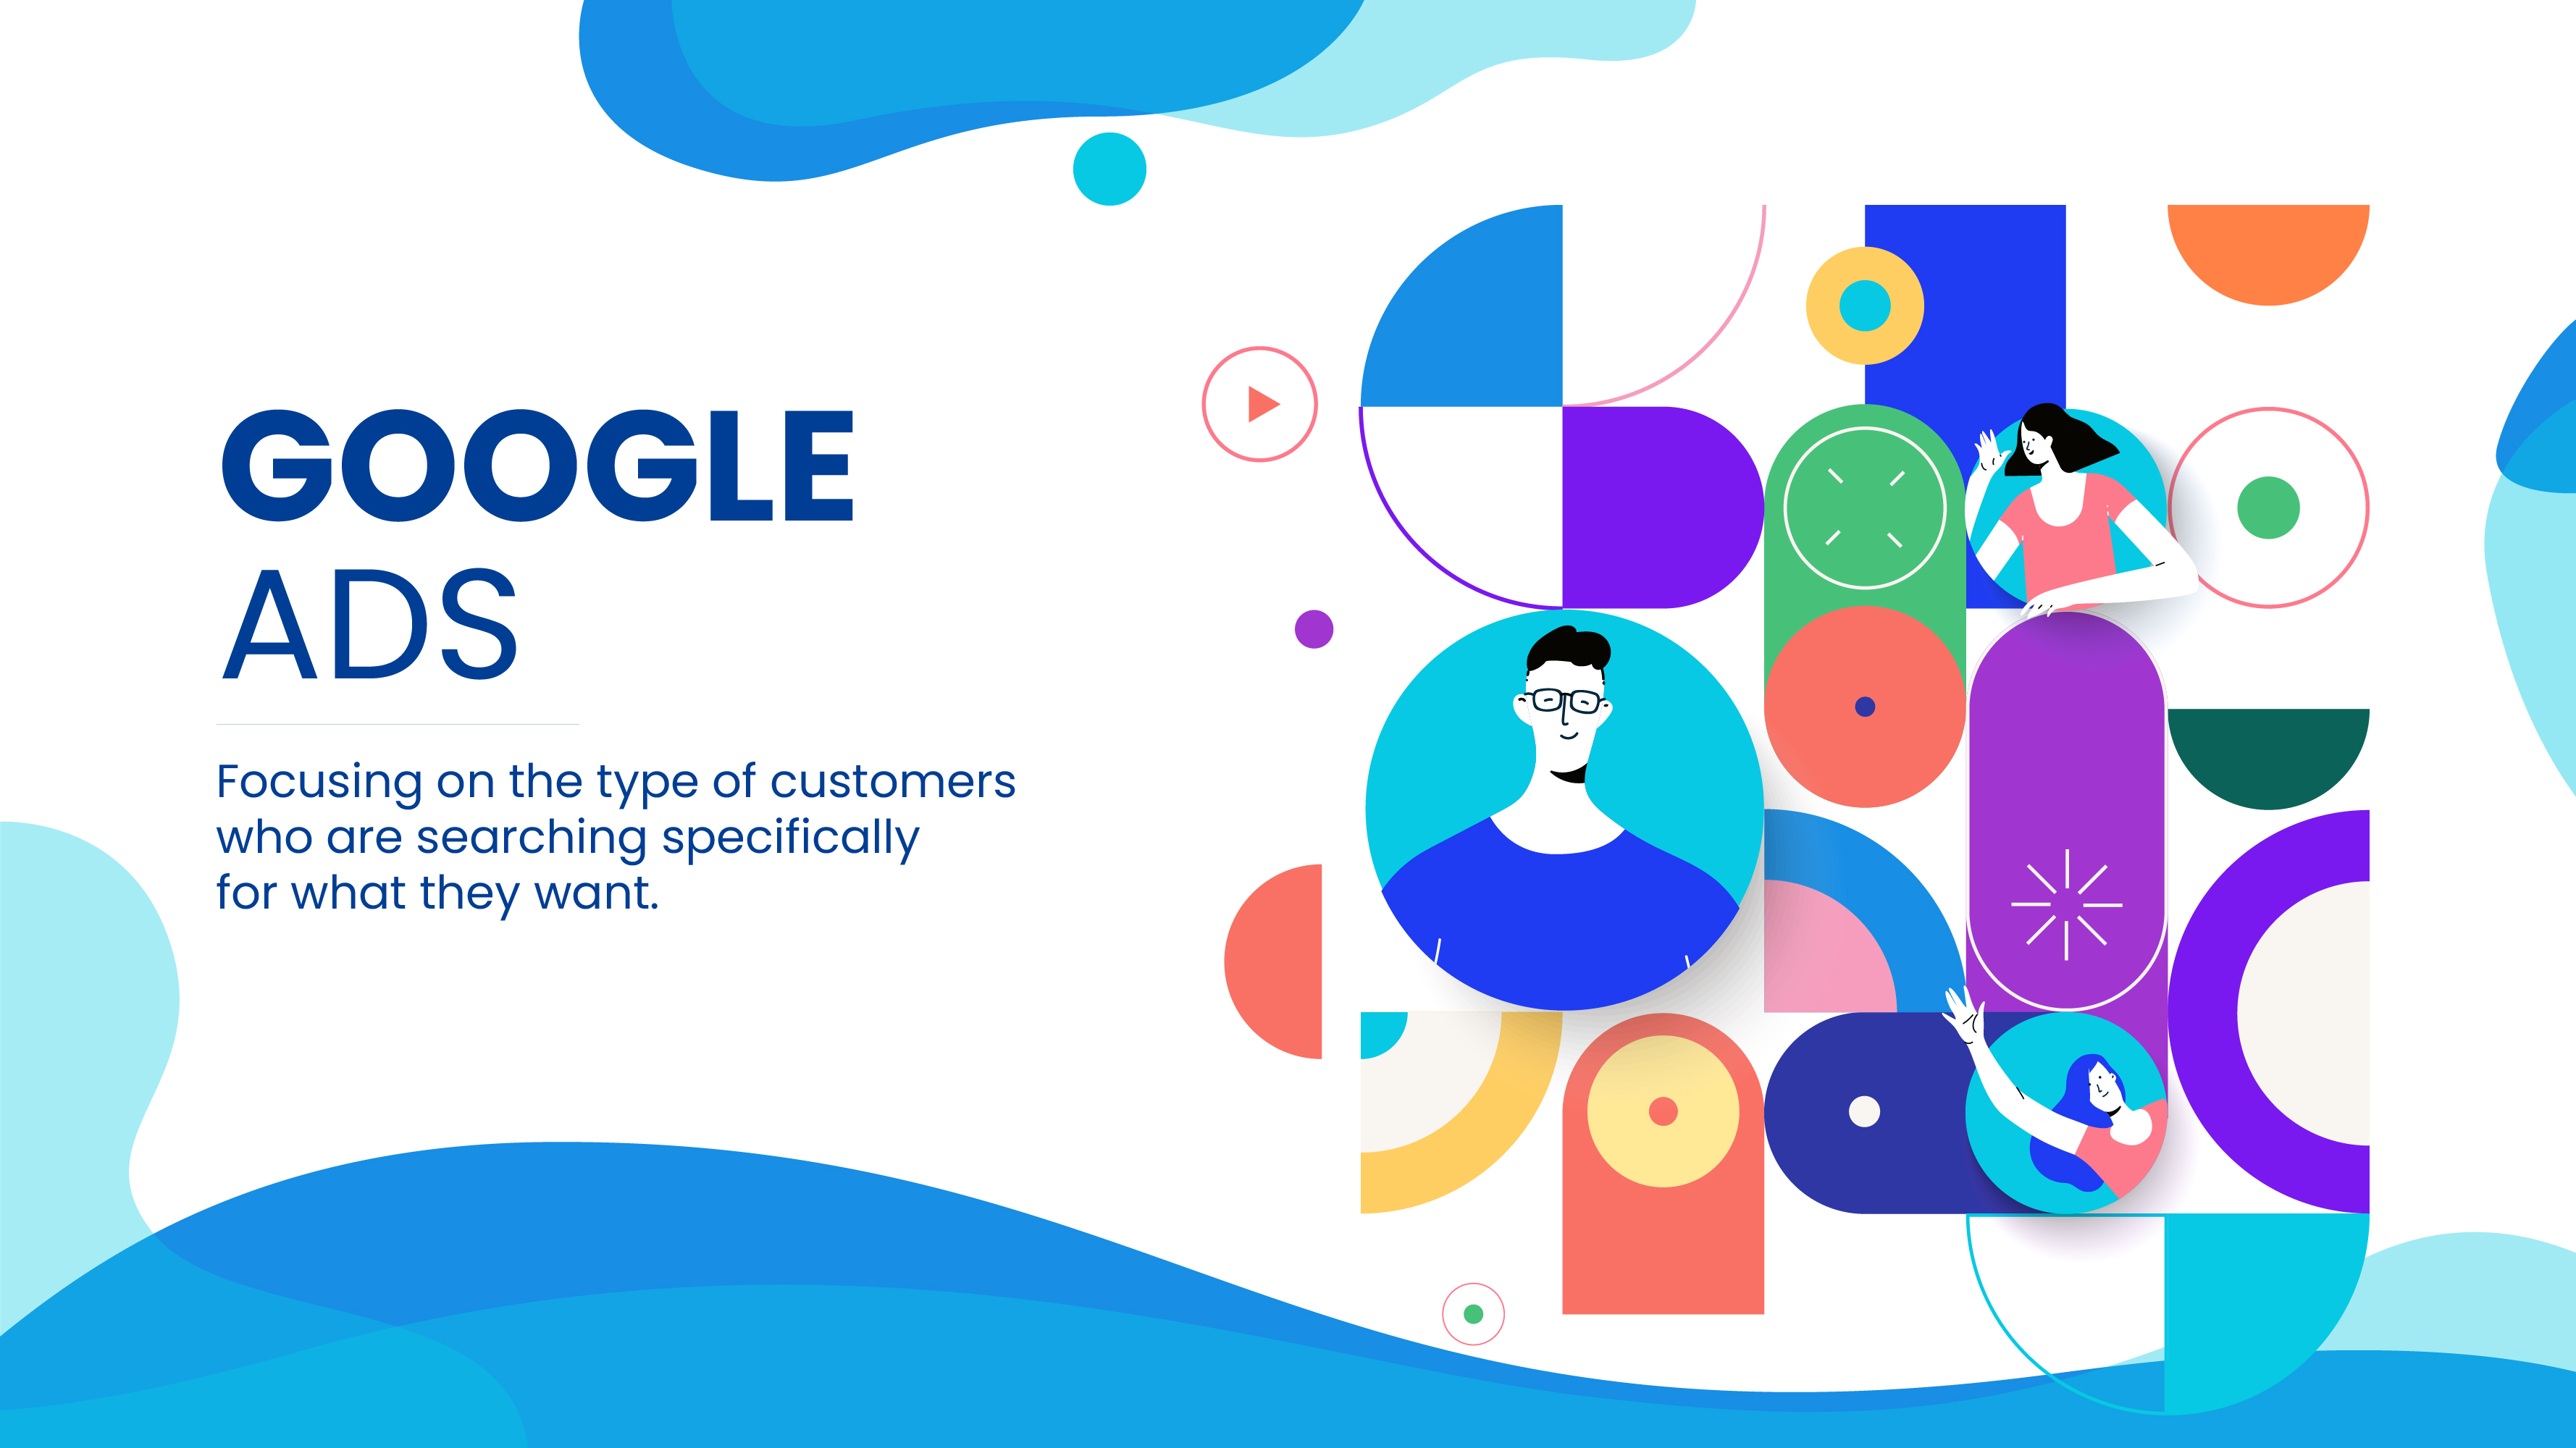 GOOGLE
ADS
Focusing on the type of customers
who are searching specifically
for what they want.